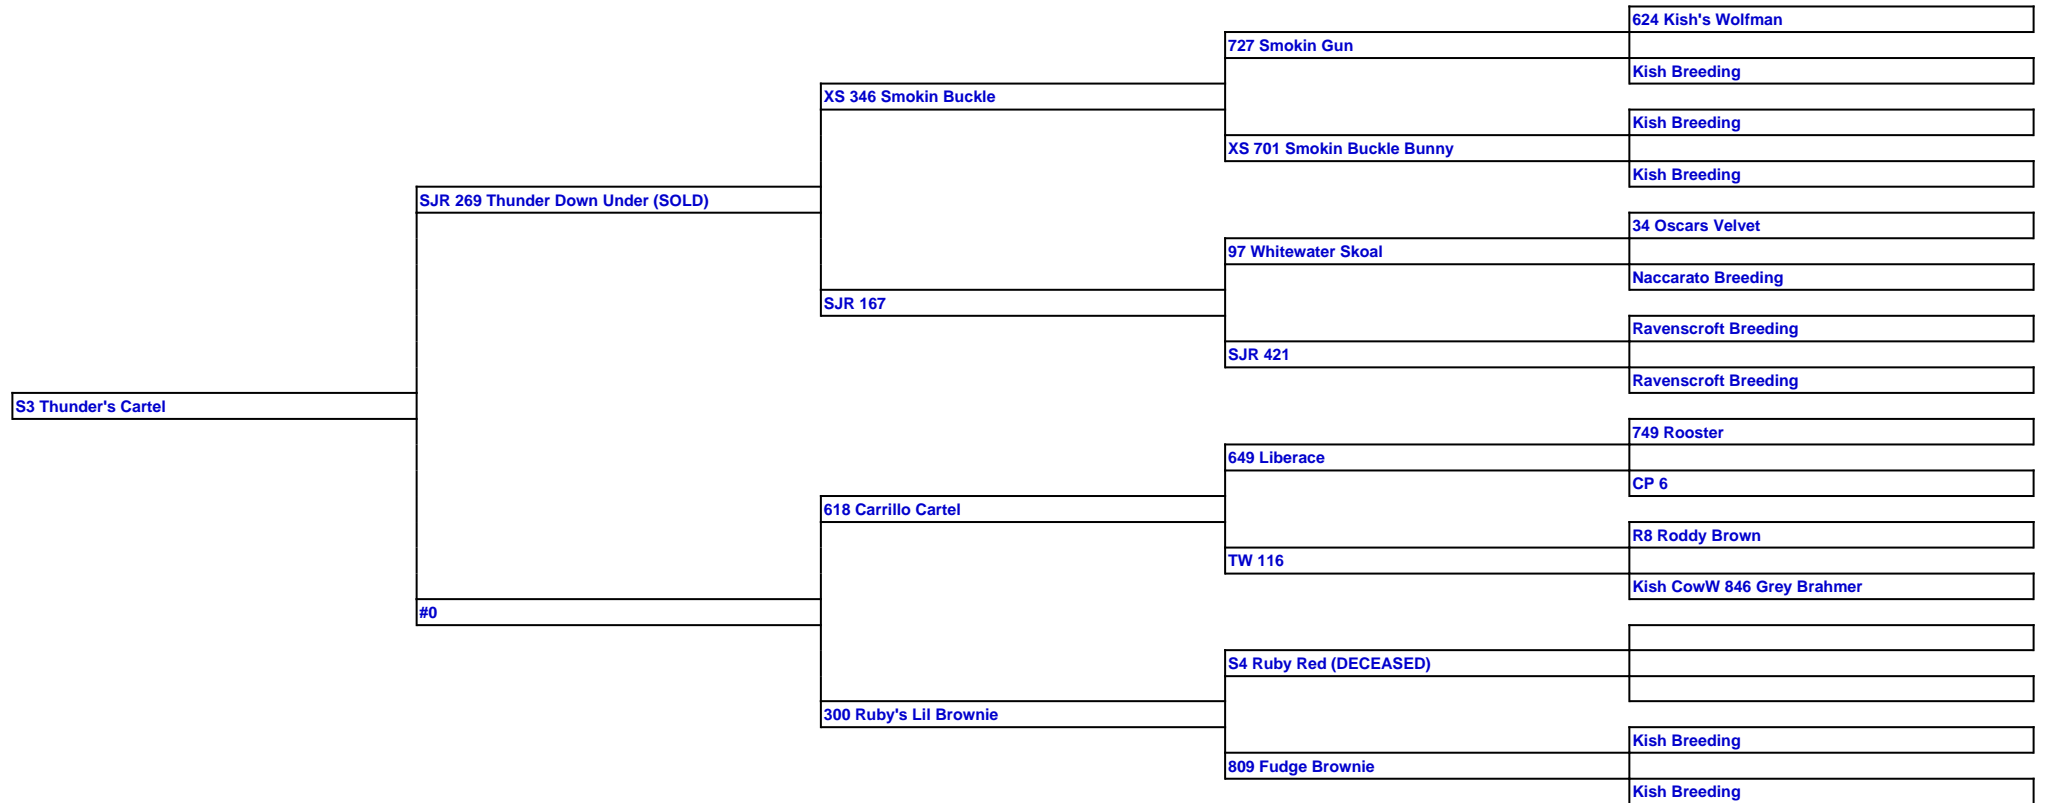 624 Kish's Wolfman
727 Smokin Gun
Kish Breeding
XS 346 Smokin Buckle
Kish Breeding
XS 701 Smokin Buckle Bunny
Kish Breeding
SJR 269 Thunder Down Under (SOLD)
34 Oscars Velvet
97 Whitewater Skoal
Naccarato Breeding
SJR 167
Ravenscroft Breeding
SJR 421
Ravenscroft Breeding
S3 Thunder's Cartel
749 Rooster
649 Liberace
CP 6
618 Carrillo Cartel
R8 Roddy Brown
TW 116
Kish CowW 846 Grey Brahmer
#0
S4 Ruby Red (DECEASED)
300 Ruby's Lil Brownie
Kish Breeding
809 Fudge Brownie
Kish Breeding